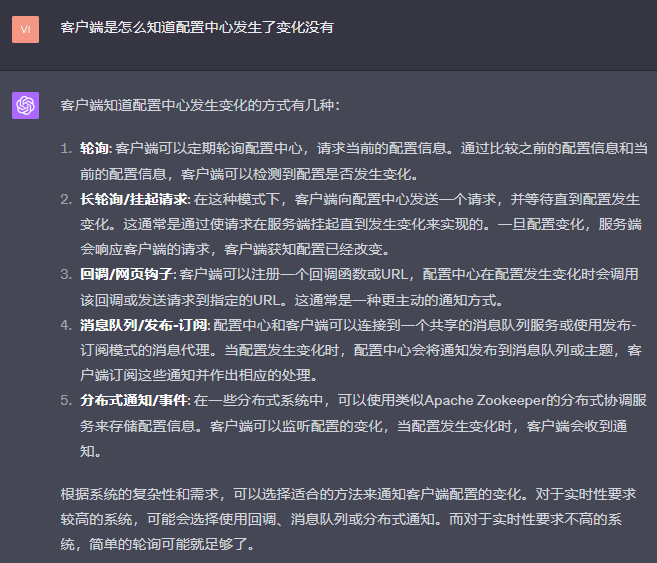 VI
客户端是怎么知道配置中心发生了变化没有
客户端知道配置中心发生变化的方式有几种：
1. 轮询: 客户端可以定期轮询配置中心，请求当前的配置信息。通过比较之前的配置信息和当
前的配置信息，客户端可以检测到配置是否发生变化。
2. 长轮询/挂起请求: 在这种模式下，客户端向配置中心发送一个请求，并等待直到配置发生
变化。这通常是通过使请求在服务端挂起直到发生变化来实现的。一旦配置变化，服务端
会响应客户端的请求，客户端获知配置已经改变。
3. 回调/网页钩子: 客户端可以注册一个回调函数或URL，配置中心在配置发生变化时会调用
该回调或发送请求到指定的URL。这通常是一种更主动的通知方式。
4. 消息队列/发布-订阅: 配置中心和客户端可以连接到一个共享的消息队列服务或使用发布-
订阅模式的消息代理。当配置发生变化时，配置中心会将通知发布到消息队列或主题，客
户端订阅这些通知并作出相应的处理。
5. 分布式通知/事件: 在一些分布式系统中，可以使用类似Apache Zookeeper的分布式协调服
务来存储配置信息。客户端可以监听配置的变化，当配置发生变化时，客户端会收到通
知。
根据系统的复杂性和需求，可以选择适合的方法来通知客户端配置的变化。对于实时性要求
较高的系统，可能会选择使用回调、消息队列或分布式通知。而对于实时性要求不高的系
统，简单的轮询可能就足够了。